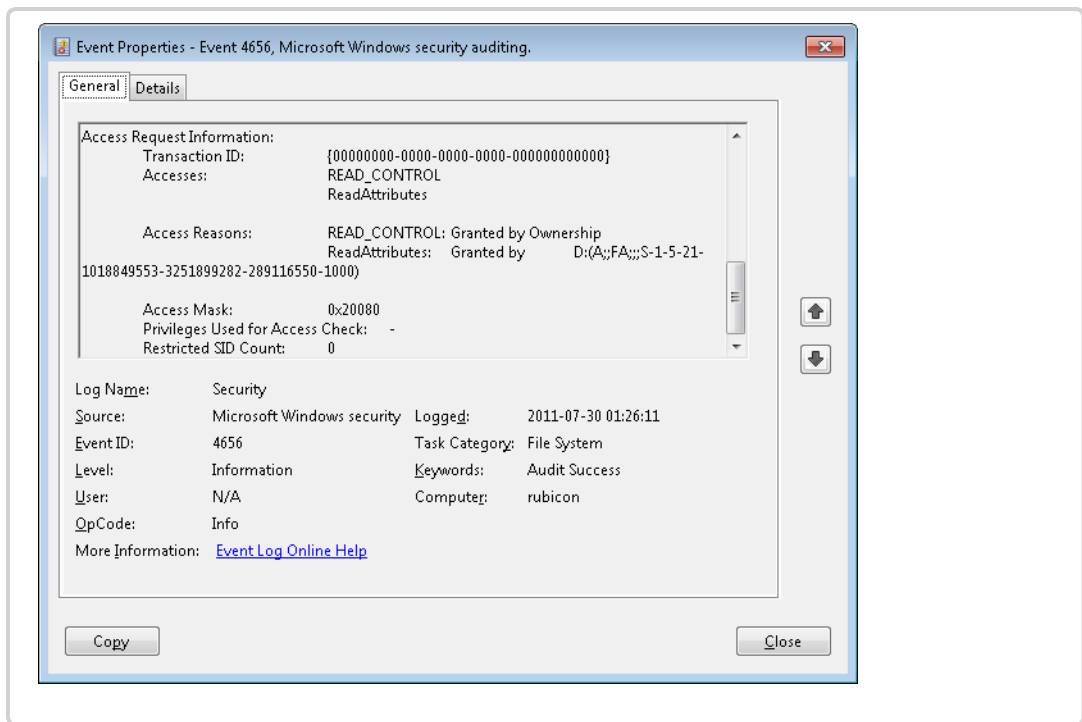 Event Properties - Event 4656, Microsoft Windows security auditing.
General Details
Access Request Information:
Transaction ID: {00000000-0000-0000-0000-000000000000}
Accesses: READ_CONTROL
ReadAttributes
Access Reasons: READ_CONTROL: Granted by Ownership
ReadAttributes: Granted by D:(A;;FA;;;S-1-5-21-
1018849553-3251899282-289116550-1000)
Access Mask: 0x20080
Privileges Used for Access Check: -
Restricted SID Count: 0
Log Name: Security
Source: Microsoft Windows security Logged: 2011-07-30 01:26:11
Event ID: 4656 Task Category: File System
Level: Information Keywords: Audit Success
User: N/A Computer: rubicon
OpCode: Info
More Information: Event Log Online Help
Copy Close